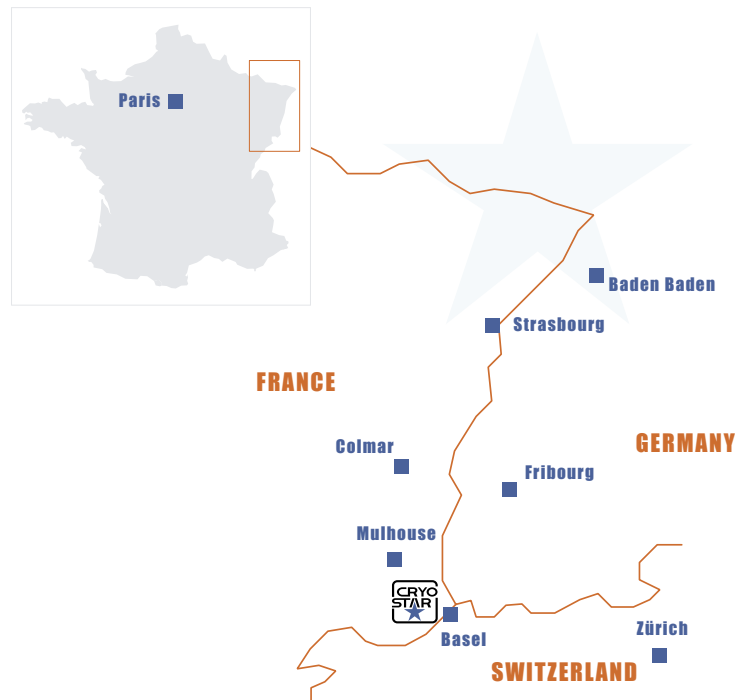 Paris
Baden Baden
Strasbourg
FRANCE
GERMANY
Colmar
Fribourg
Mulhouse
CRYO
STAR
Basel
Zürich
SWITZERLAND